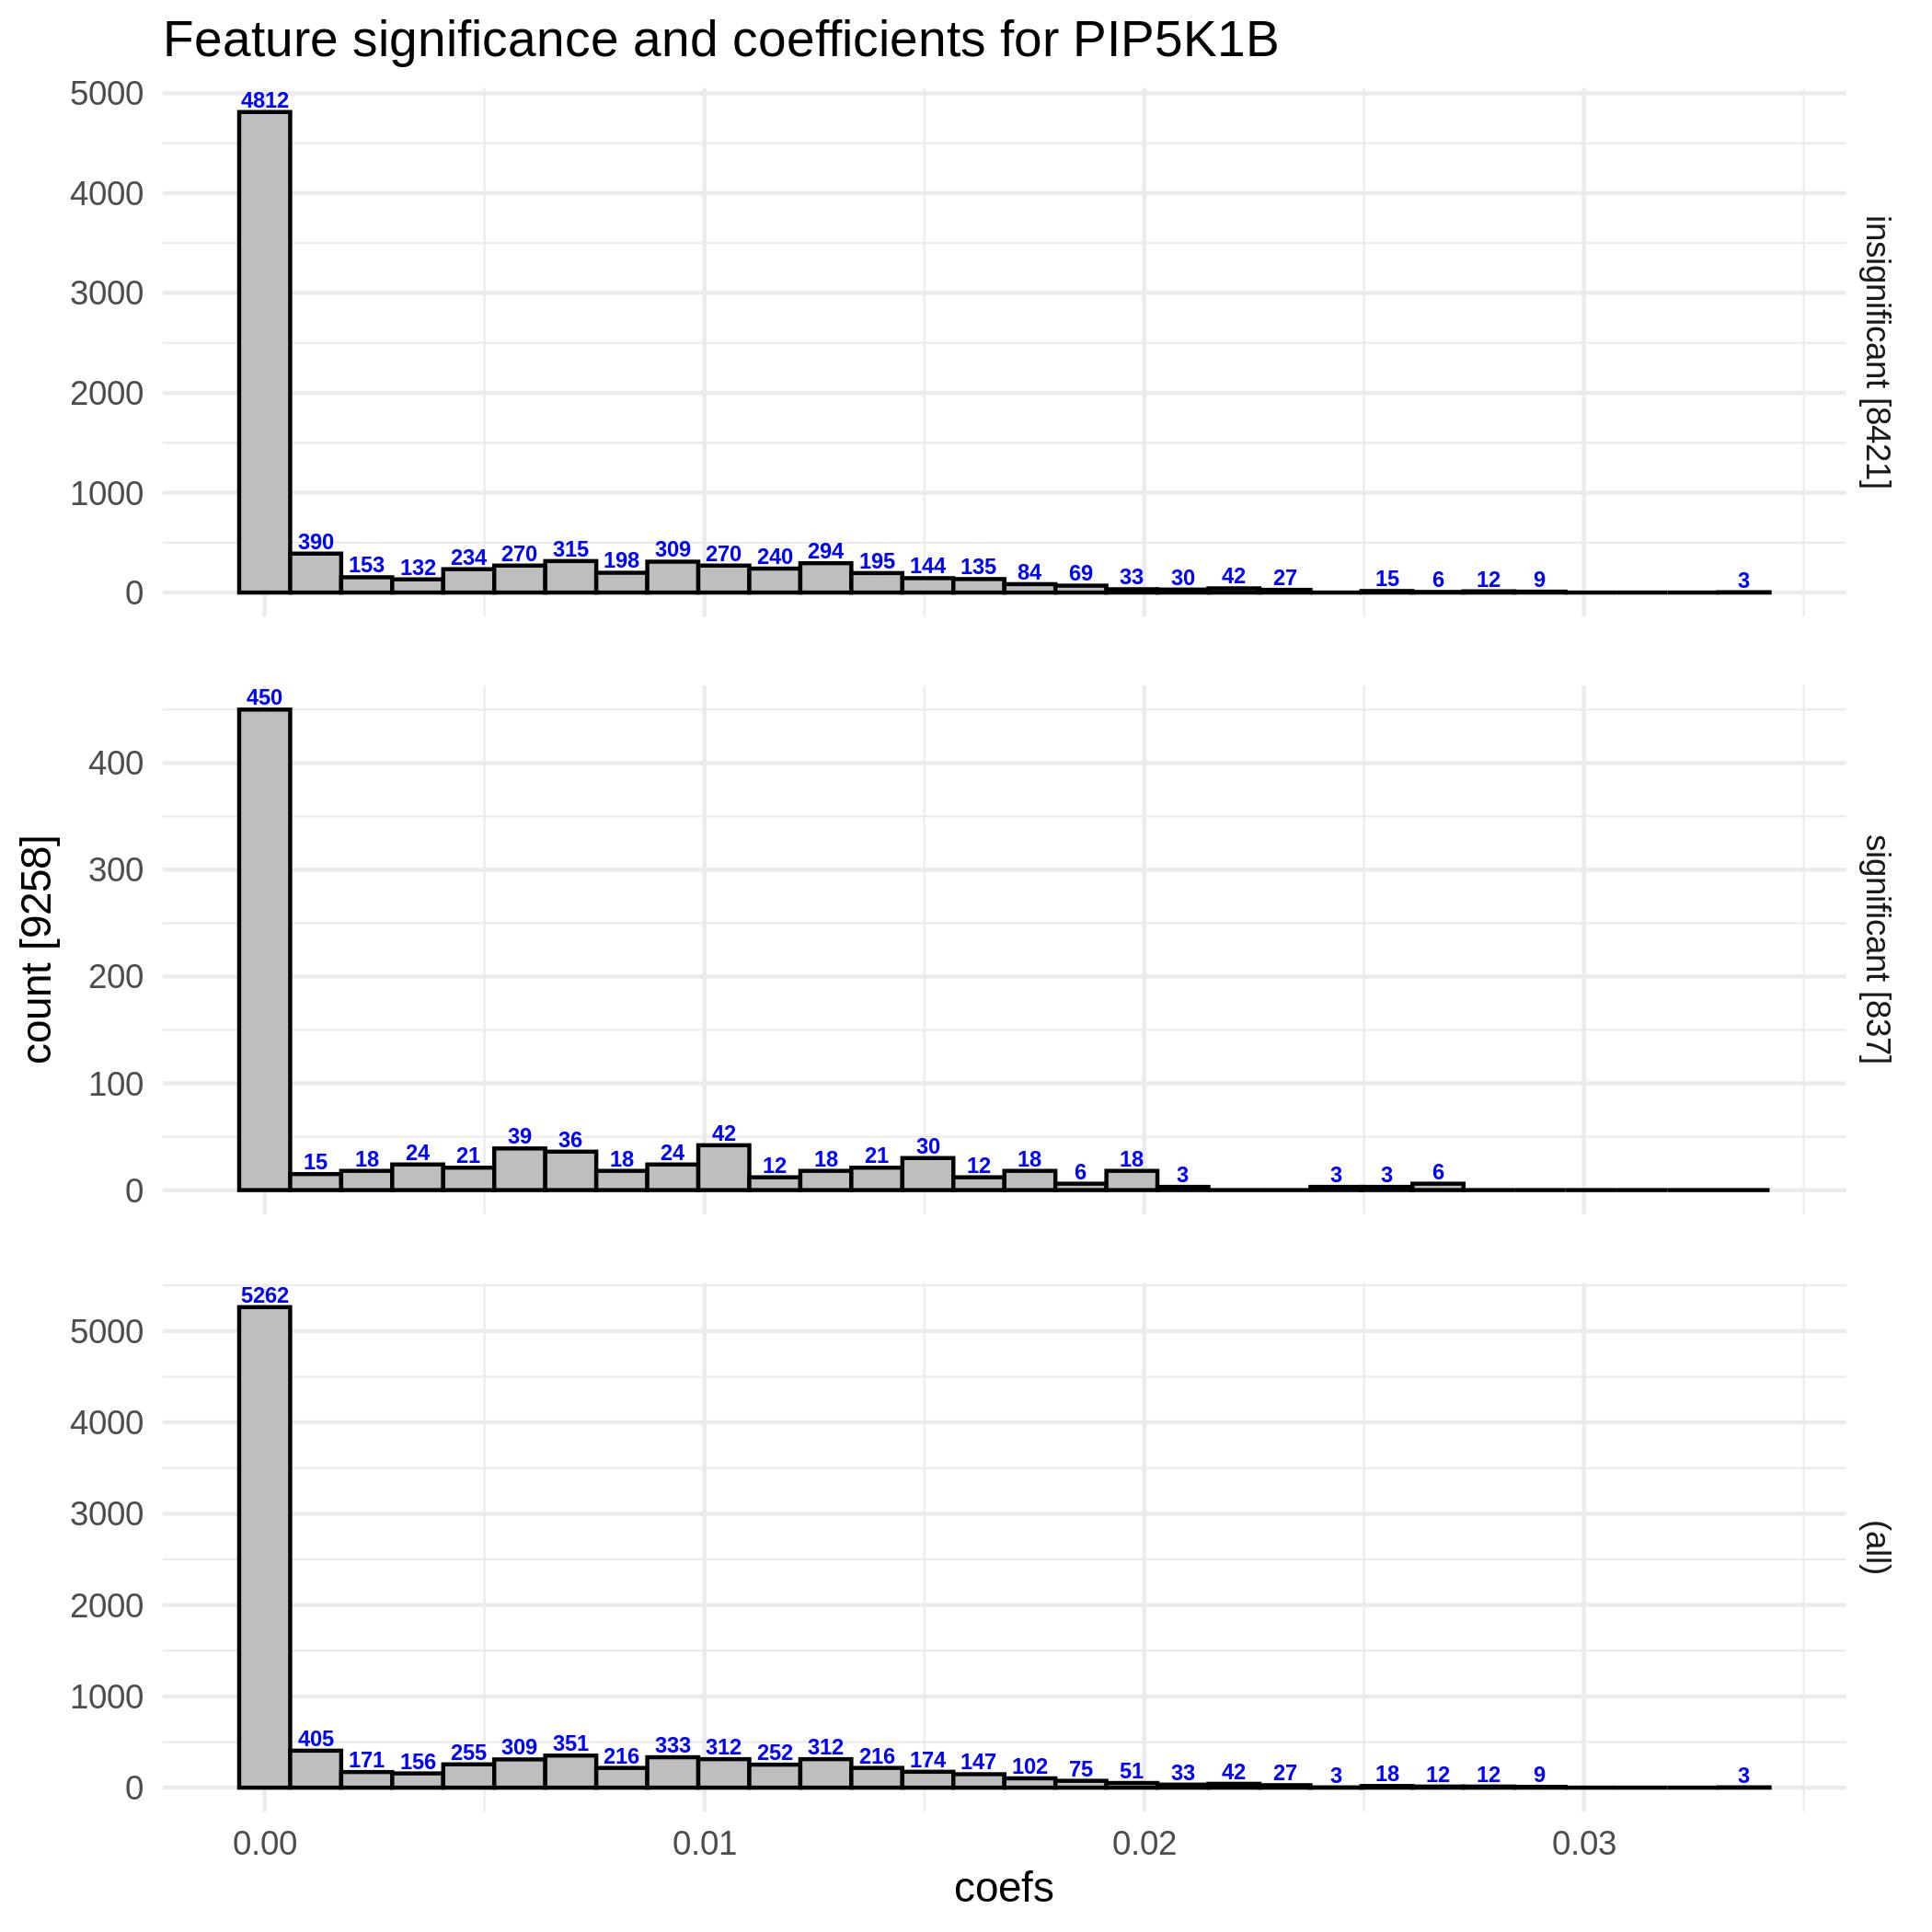 Feature significance and coefficients for PIP5K1B
5000
4000
3000
2000
1000
0
4812
390 153 132 234 270 315 198 309 270 240 294 195 144 135 84 69 33 30 42 27 15 6 12 9 3
insignificant [8421]
count [9258]
400
300
200
100
0
450
15 18 24 21 39 36 18 24 42 12 18 21 30 12 18 6 18 3 3 3 6
significant [837]
5000
4000
3000
2000
1000
0
5262
405 171 156 255 309 351 216 333 312 252 312 216 174 147 102 75 51 33 42 27 3 18 12 12 9 3
(all)
0.00 0.01 0.02 0.03
coefs